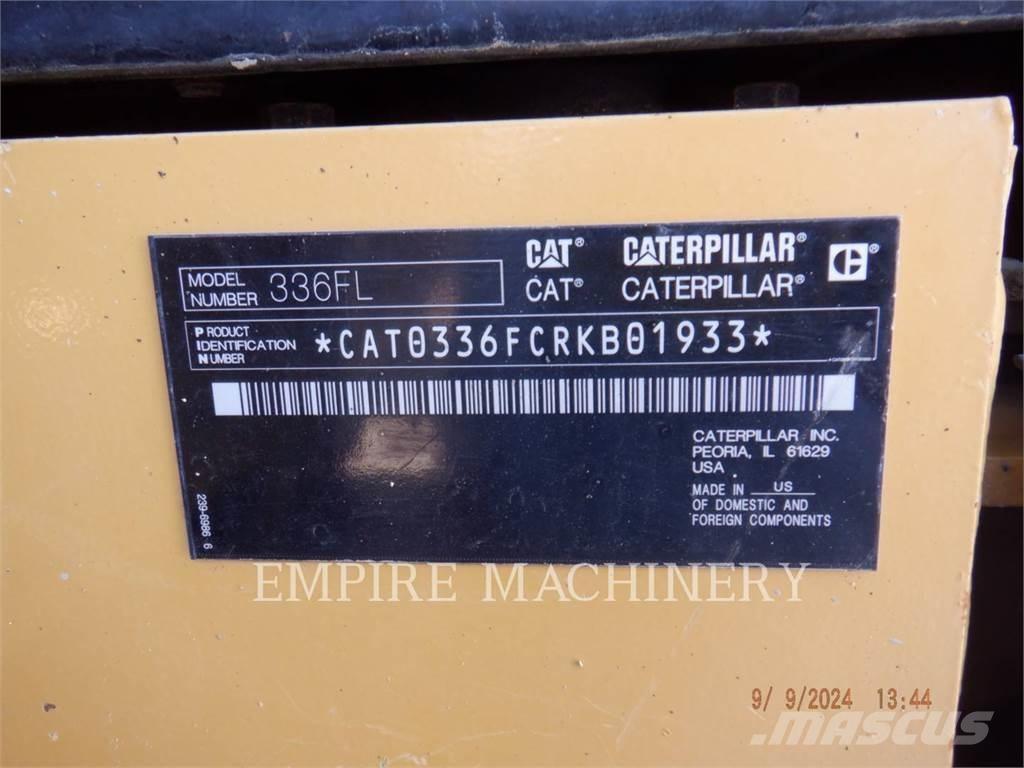 CAT® CATERPILLAR®
CAT® CATERPILLAR®
MODEL NUMBER 336FL
PRODUCT IDENTIFICATION NUMBER *CAT0336FCRKB01933*
CATERPILLAR INC.
PEORIA, IL 61629
USA
MADE IN US
OF DOMESTIC AND
FOREIGN COMPONENTS
239-6986 6
EMPIRE MACHINERY
9/ 9/2024 13:44
MASCUS